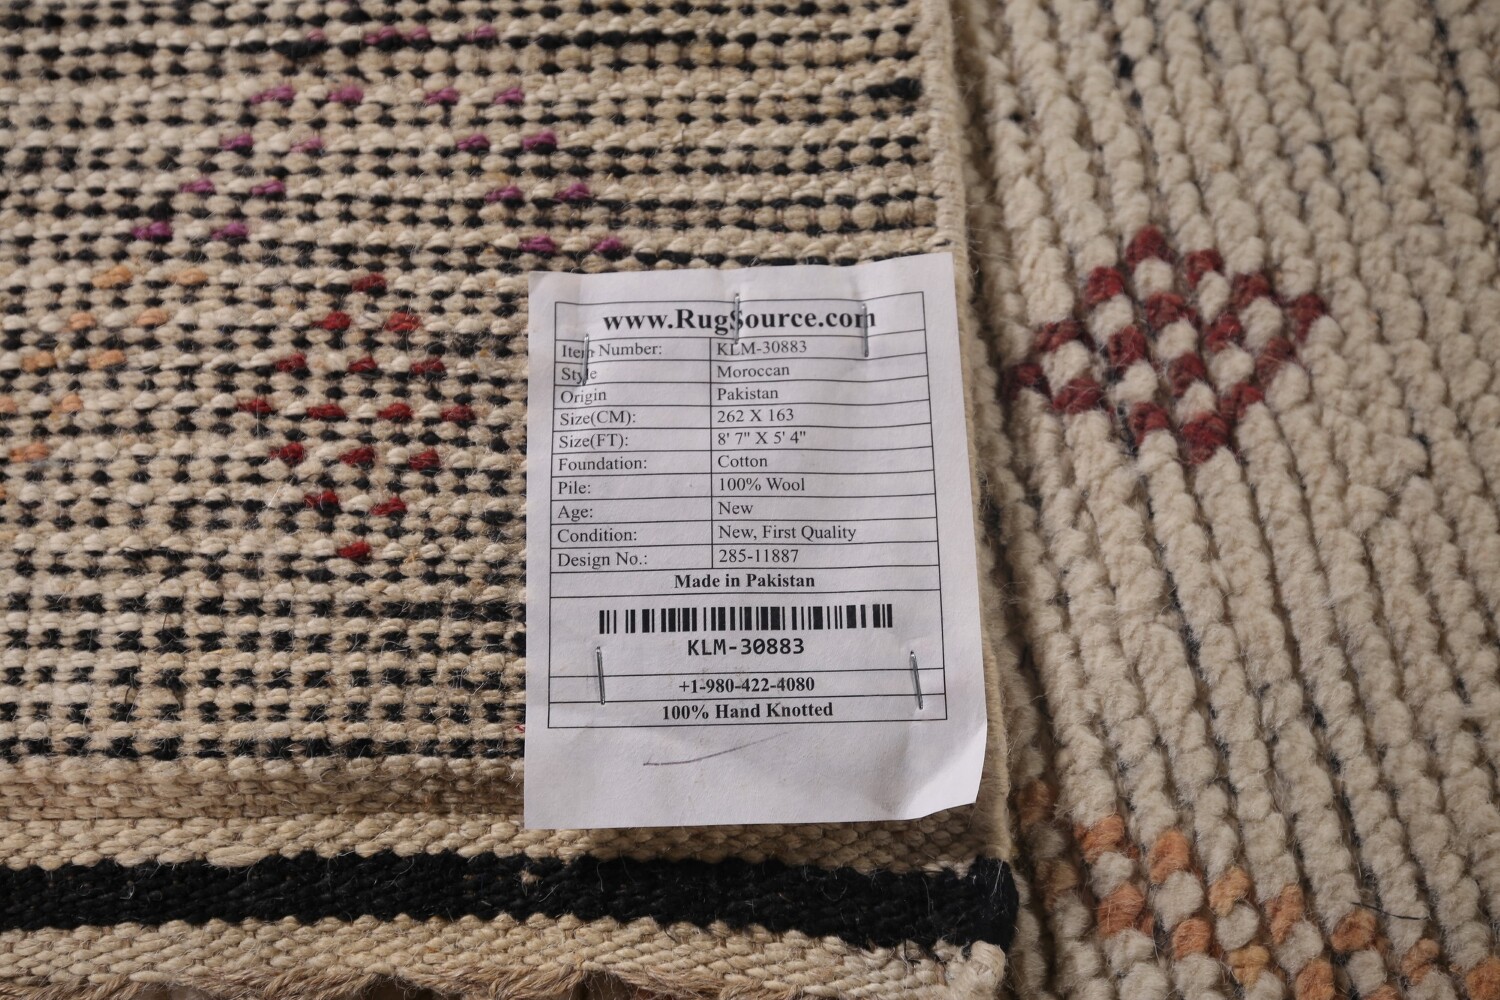 www.RugSource.com
Item Number: KLM-30883
Style Moroccan
Origin Pakistan
Size(CM): 262 X 163
Size(FT): 8' 7" X 5' 4"
Foundation: Cotton
Pile: 100% Wool
Age: New
Condition: New, First Quality
Design No.: 285-11887
Made in Pakistan
KLM-30883
+1-980-422-4080
100% Hand Knotted